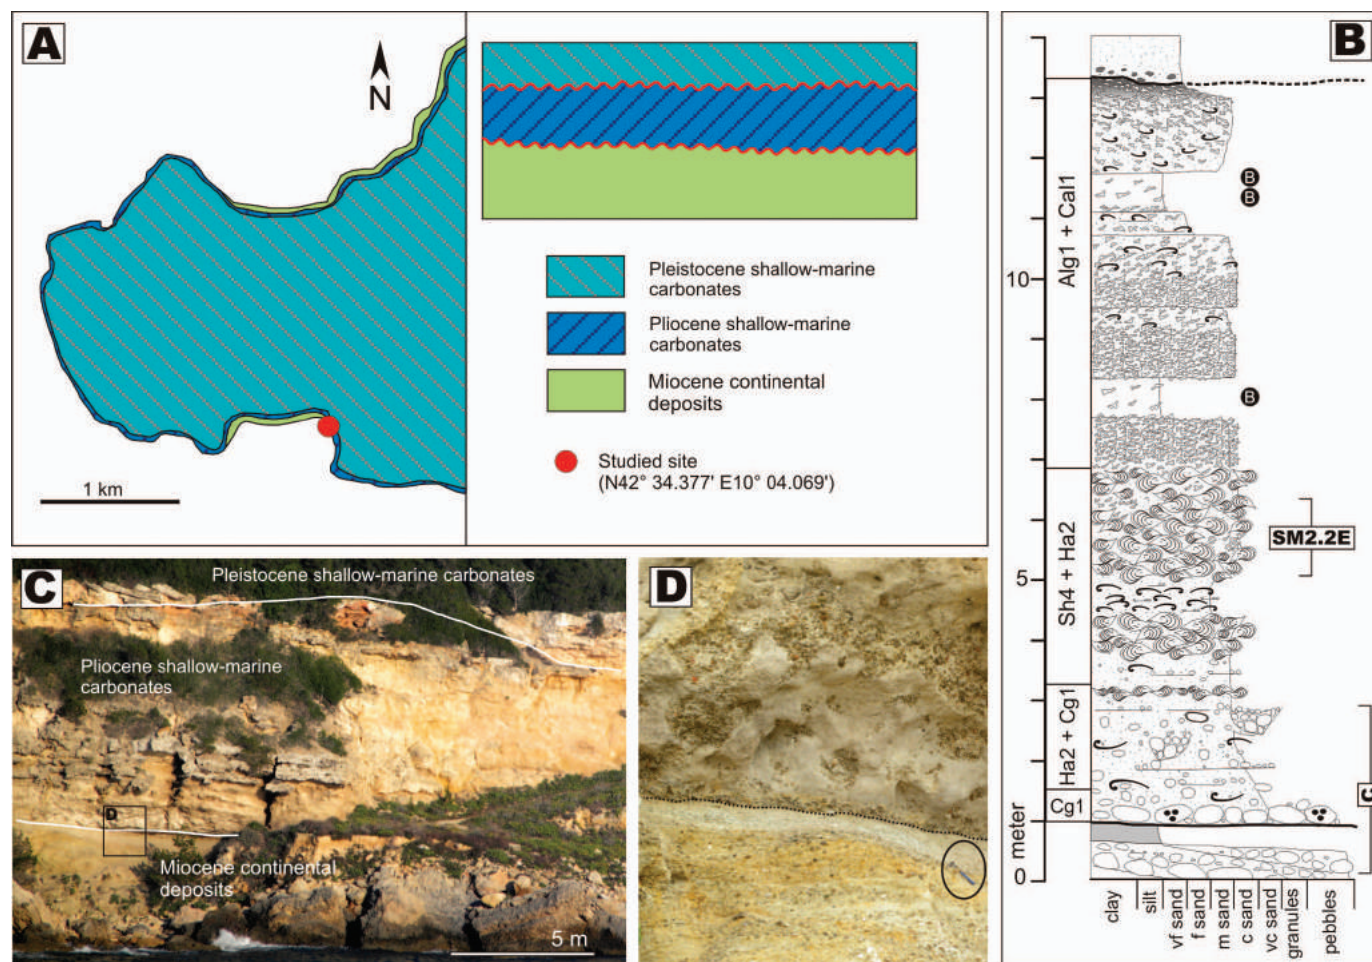 A
N
1 km
Pleistocene shallow-marine
carbonates
Pliocene shallow-marine
carbonates
Miocene continental
deposits
Studied site
(N42° 34.377' E10° 04.069')
B
Alg1 + Cal1
Sh4 + Ha2
Ha2 + Cg1
Cg1
10
5
0
meter
B
B
B
SM2.2E
C
clay
silt
vf sand
f sand
m sand
c sand
vc sand
granules
pebbles
C
Pleistocene shallow-marine carbonates
Pliocene shallow-marine
carbonates
D
Miocene continental
deposits
5 m
D